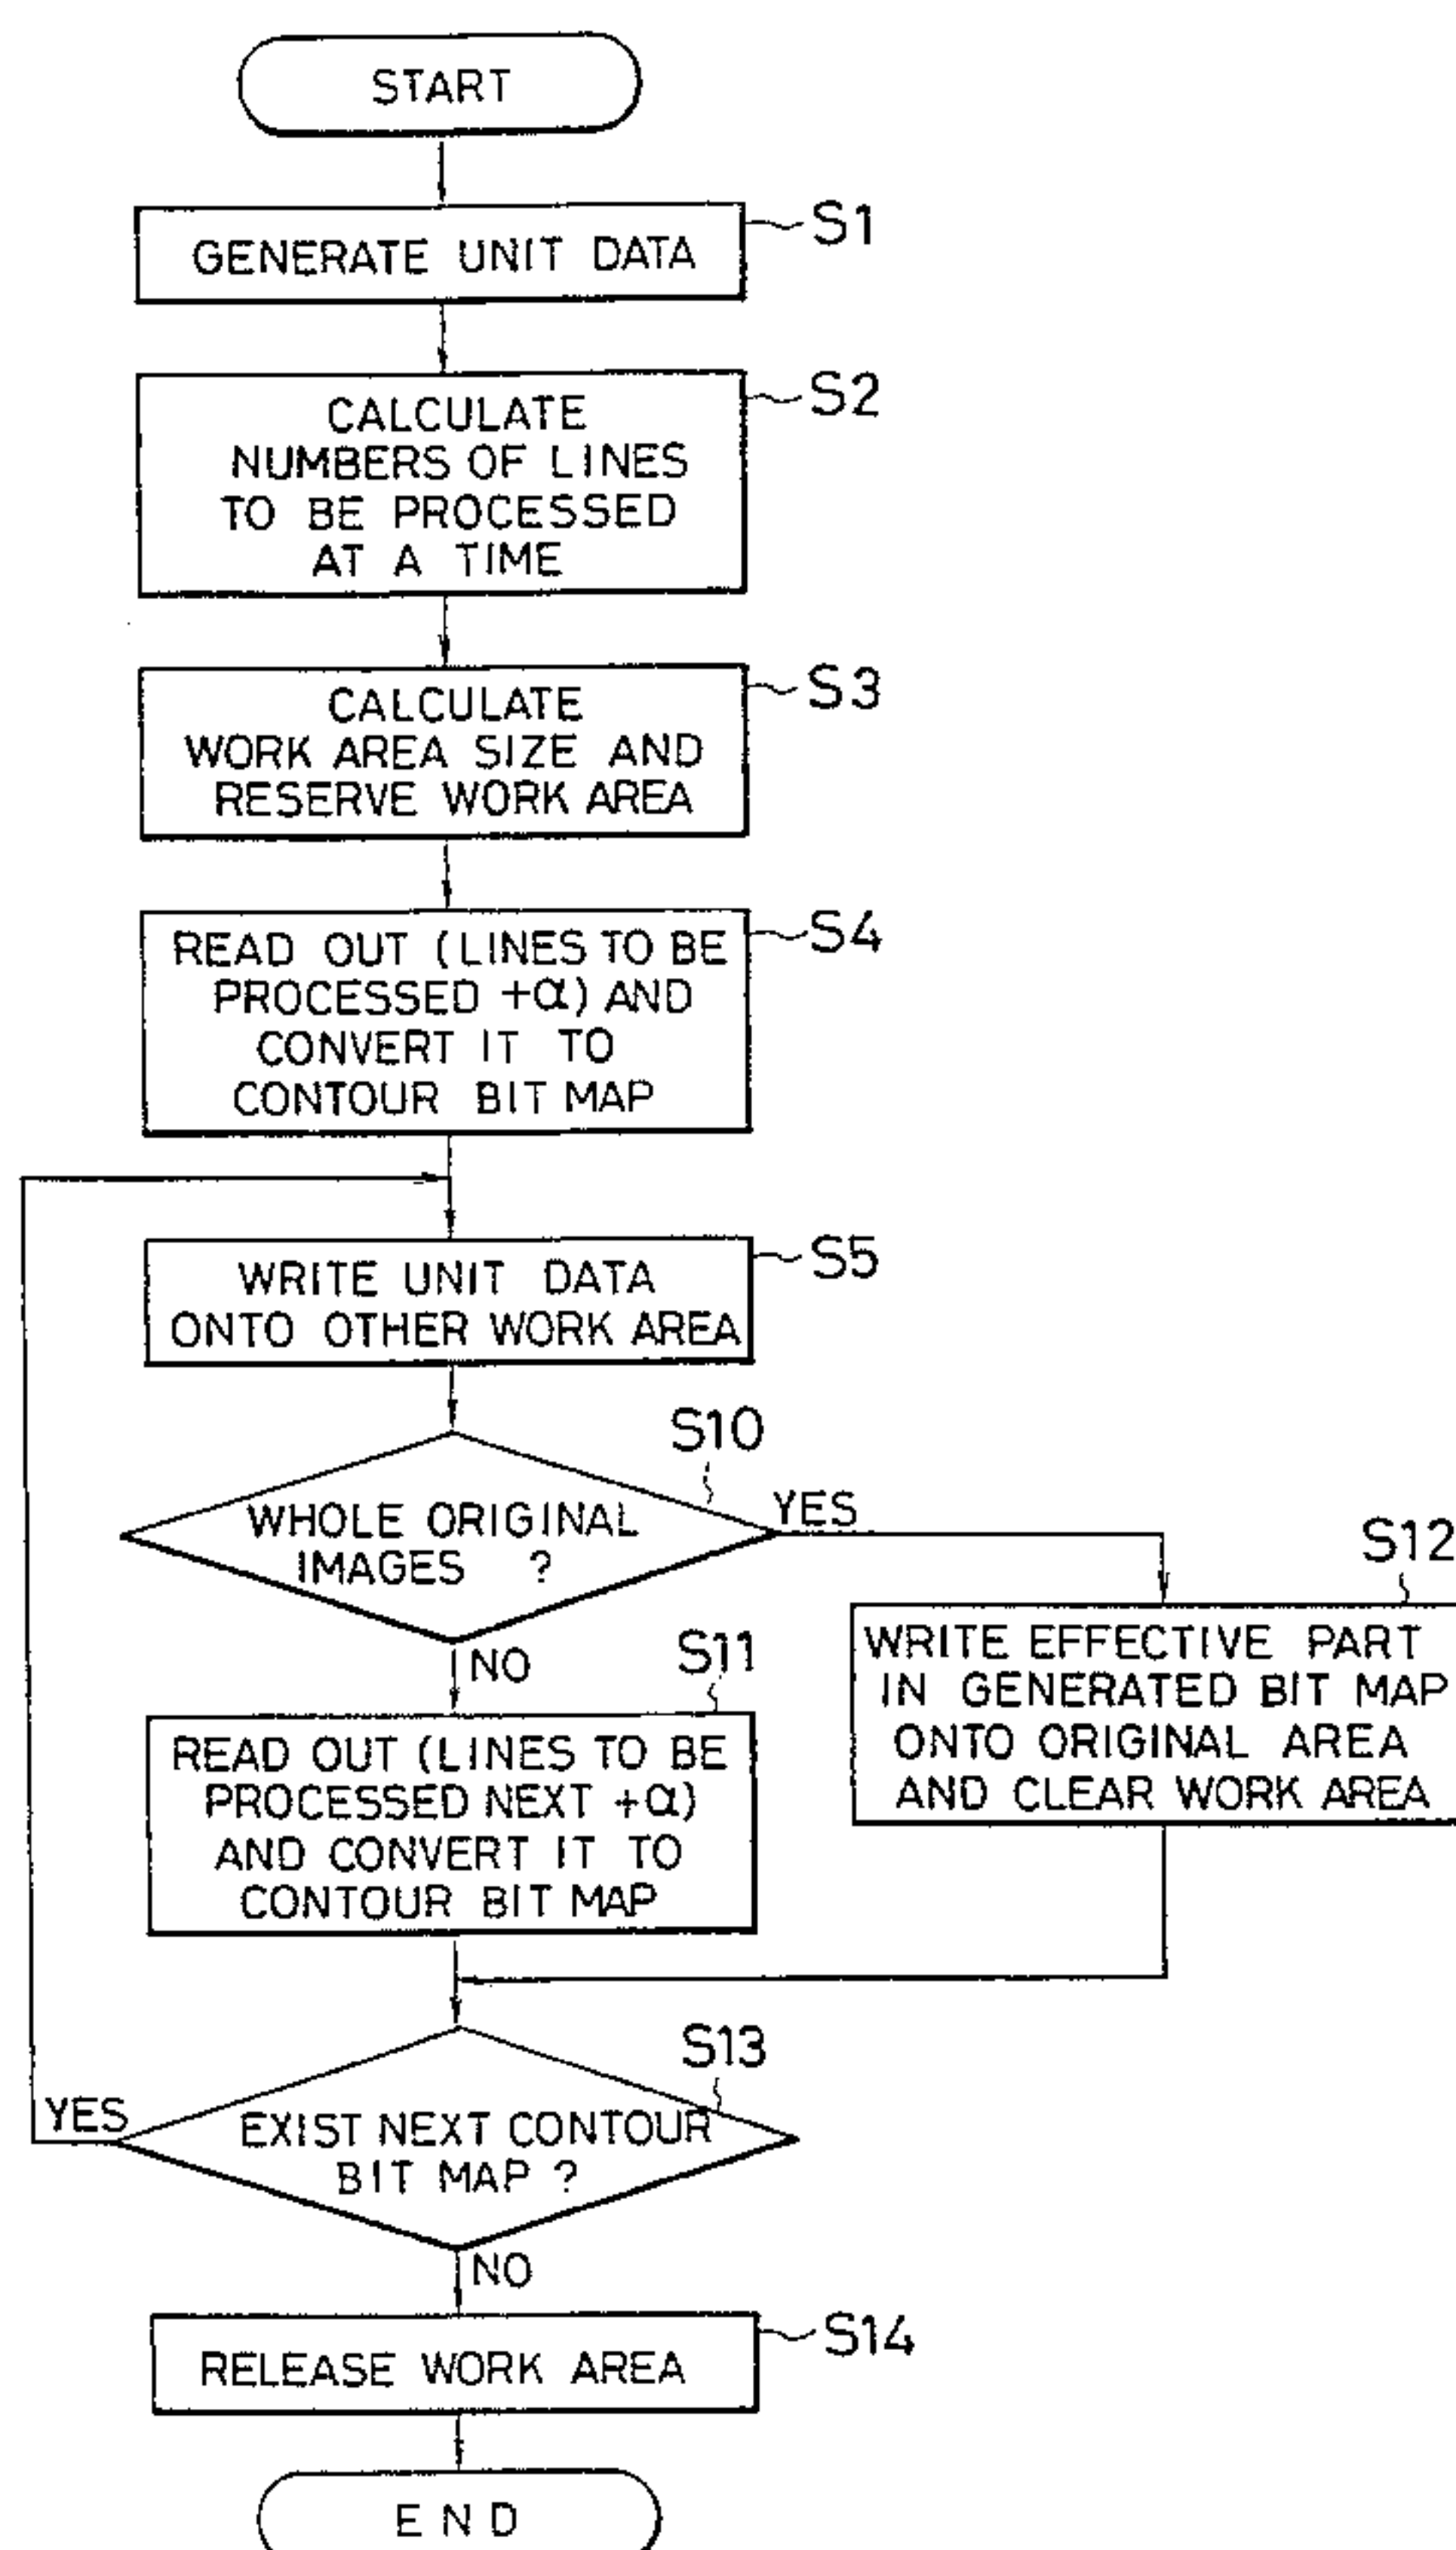 START
S1
GENERATE UNIT DATA
S2
CALCULATE
NUMBERS OF LINES
TO BE PROCESSED
AT A TIME
S3
CALCULATE
WORK AREA SIZE AND
RESERVE WORK AREA
S4
READ OUT (LINES TO BE
PROCESSED +α) AND
CONVERT IT TO
CONTOUR BIT MAP
S5
WRITE UNIT DATA
ONTO OTHER WORK AREA
S10
WHOLE ORIGINAL
IMAGES ?
YES
NO
S12
WRITE EFFECTIVE PART
IN GENERATED BIT MAP
ONTO ORIGINAL AREA
AND CLEAR WORK AREA
S11
READ OUT (LINES TO BE
PROCESSED NEXT +α)
AND CONVERT IT TO
CONTOUR BIT MAP
S13
EXIST NEXT CONTOUR
BIT MAP ?
YES
NO
S14
RELEASE WORK AREA
END